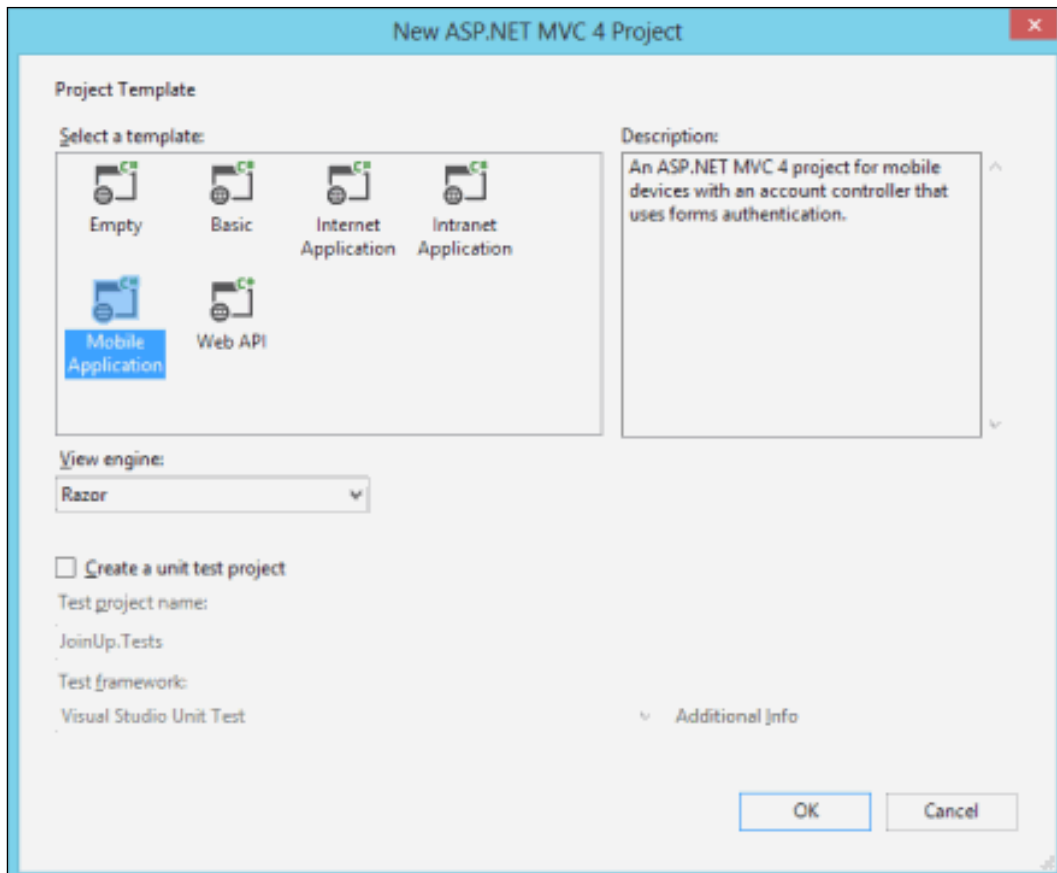 New ASP.NET MVC 4 Project
Project Template
Select a template:
Description:
C#
C#
C#
C#
Empty
Basic
Internet
Application
Intranet
Application
C#
C#
Mobile
Application
Web API
An ASP.NET MVC 4 project for mobile
devices with an account controller that
uses forms authentication.
View engine:
Razor
Create a unit test project
Test project name:
JoinUp.Tests
Test framework:
Visual Studio Unit Test
Additional Info
OK
Cancel